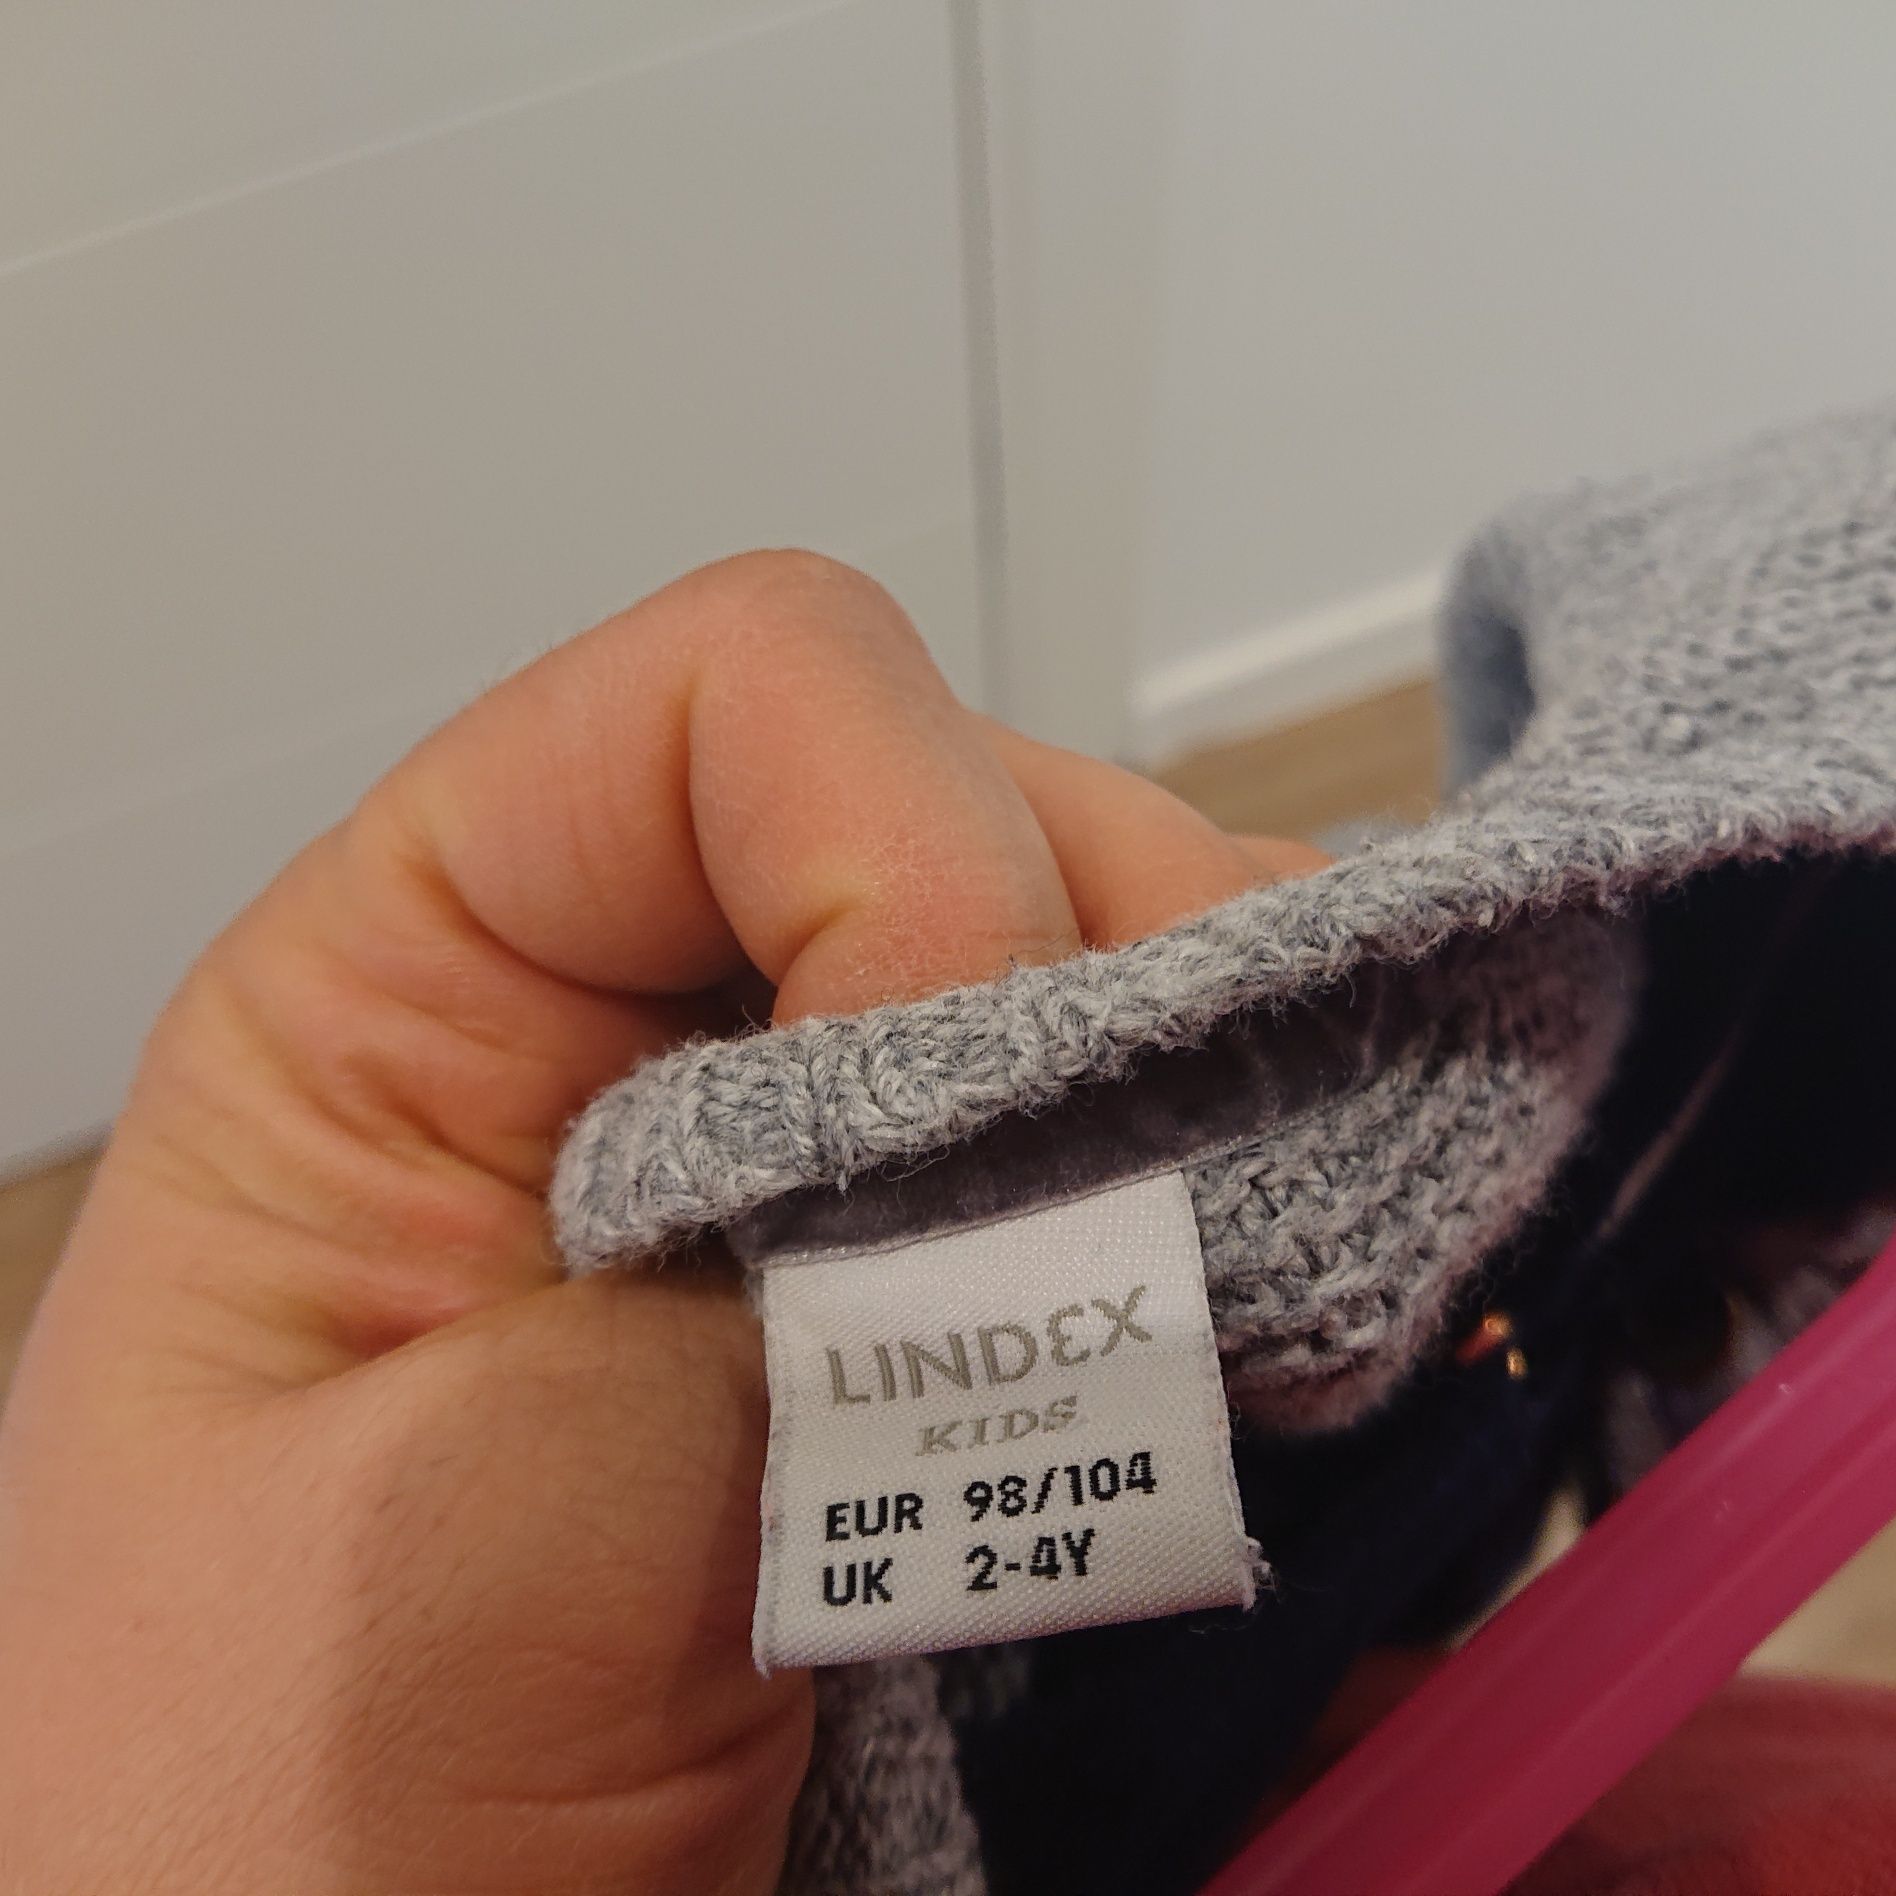 LINDEX
KIDS
EUR 98/104
UK 2-4Y